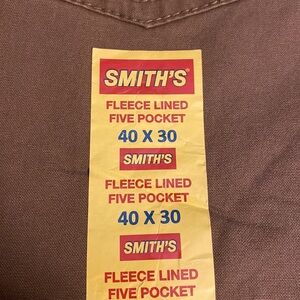 SMITH'S®
FLEECE LINED
FIVE POCKET
40 X 30
SMITH'S
FLEECE LINED
FIVE POCKET
40 X 30
SMITH'S
FLEECE LINED
FIVE POCKET